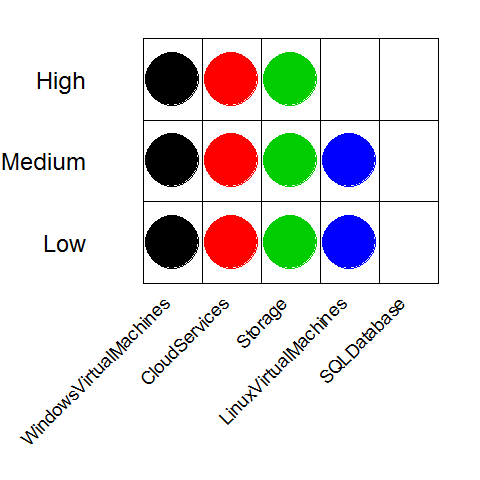 High
Medium
Low
WindowsVirtualMachines
CloudServices
Storage
LinuxVirtualMachines
SQLDatabase